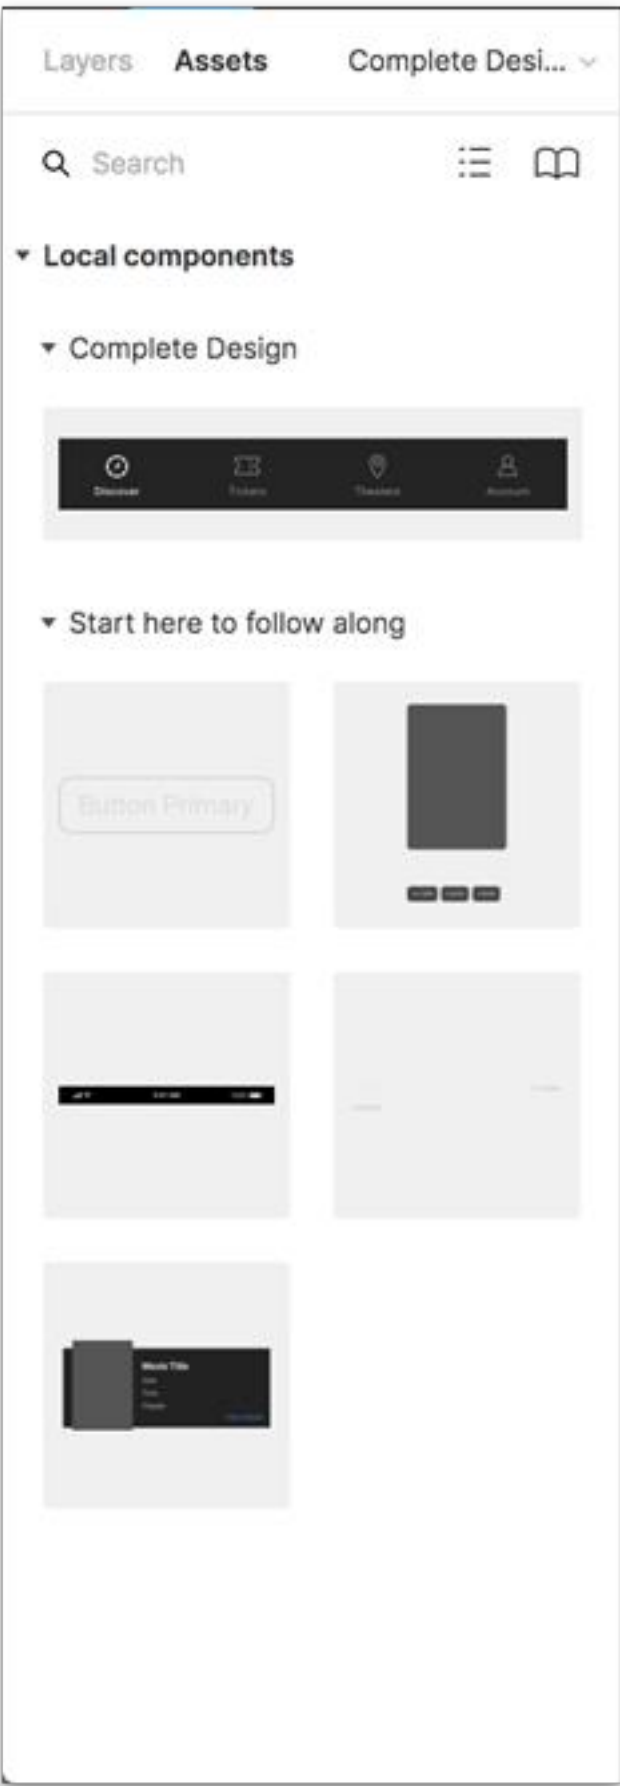 Layers Assets Complete Desi...
Search
Local components
Complete Design
Discover Tickets Theaters Account
Start here to follow along
Button Primary
Movie Title